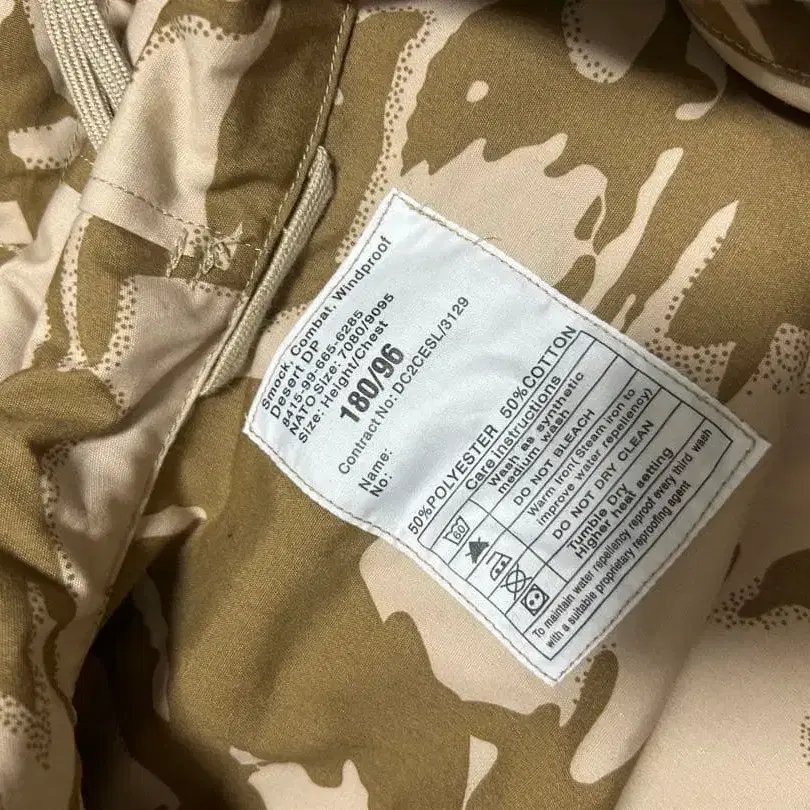 Smock, Combat, Windproof
Desert DP
8415-99-665-6285
NATO Size: 7080/9095
Size: Height/Chest
180/96
Contract No: DC2CESL/3129
Name:
No:
50%POLYESTER 50%COTTON
Care Instructions
60
Wash as synthetic
medium wash
DO NOT BLEACH
Warm Iron(Steam iron to
improve water repellency)
DO NOT DRY CLEAN
Tumble Dry
Higher heat setting
To maintain water repellency reproof every third wash
with a suitable proprietary reproofing agent